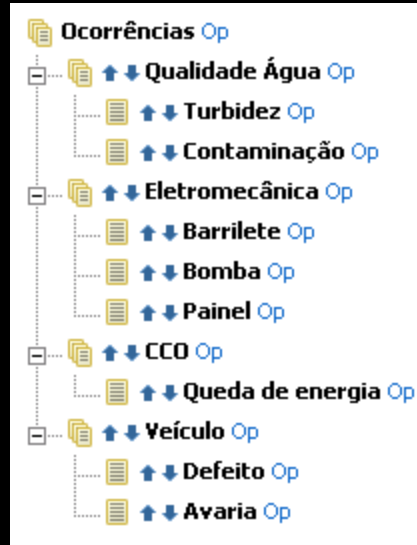 Ocorrências Op
Qualidade Água Op
Turbidez Op
Contaminação Op
Eletromecânica Op
Barrilete Op
Bomba Op
Painel Op
CCO Op
Queda de energia Op
Veículo Op
Defeito Op
Avaria Op